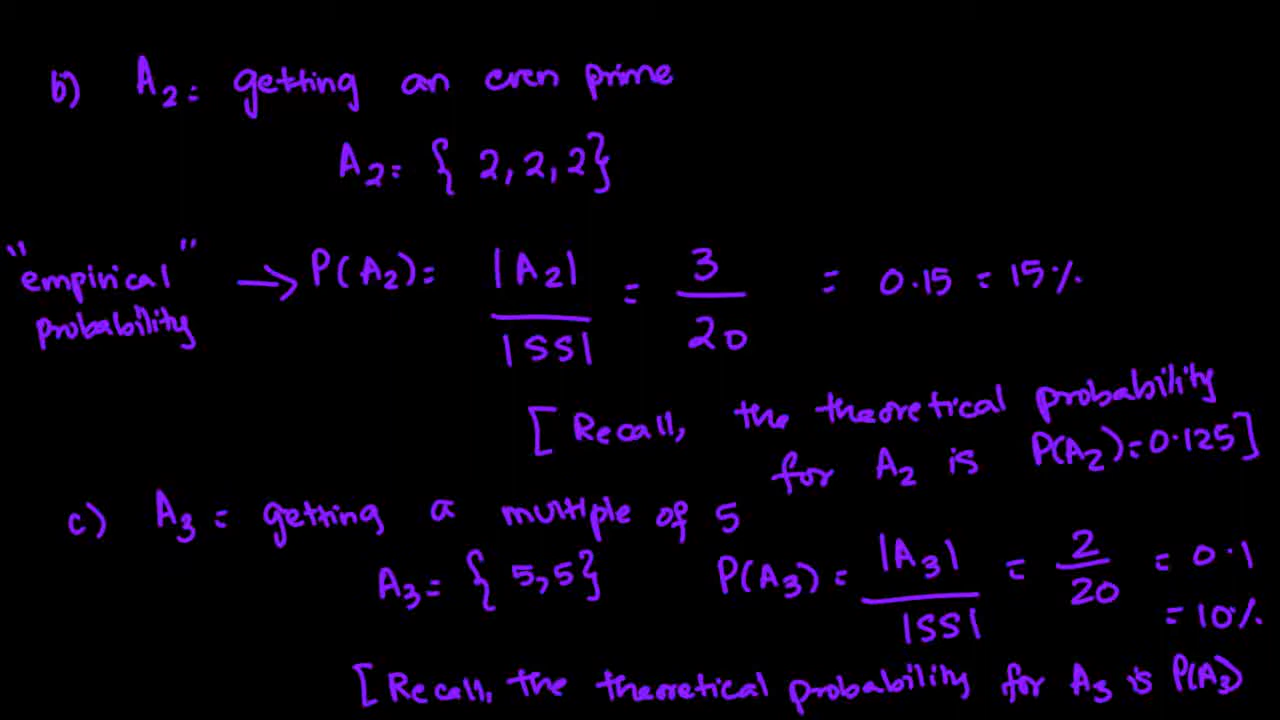 b) A₂ = getting an even prime
A₂ = { 2, 2, 2}
"empirical" probability → P(A₂) = |A₂| / |SS| = 3 / 20 = 0.15 = 15%
[Recall, the theoretical probability
for A₂ is P(A₂) = 0.125]
c) A₃ = getting a multiple of 5
A₃ = { 5, 5} P(A₃) = |A₃| / |SS| = 2 / 20 = 0.1
= 10%
[Recall, the theoretical probability for A₃ is P(A₃)